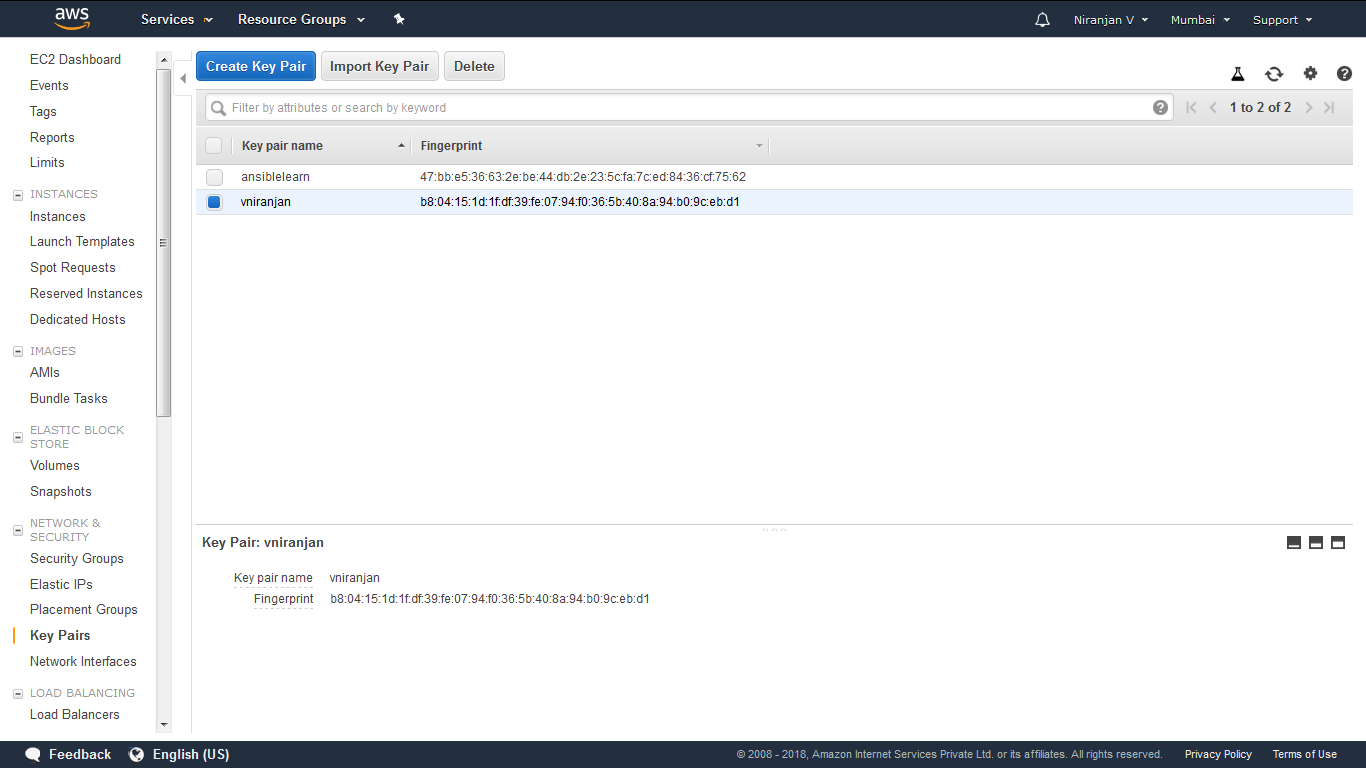 aws Services Resource Groups Niranjan V Mumbai Support
EC2 Dashboard
Events
Tags
Reports
Limits
INSTANCES
Instances
Launch Templates
Spot Requests
Reserved Instances
Dedicated Hosts
IMAGES
AMIs
Bundle Tasks
ELASTIC BLOCK
STORE
Volumes
Snapshots
NETWORK &
SECURITY
Security Groups
Elastic IPs
Placement Groups
Key Pairs
Network Interfaces
LOAD BALANCING
Load Balancers
Create Key Pair Import Key Pair Delete
Filter by attributes or search by keyword 1 to 2 of 2
Key pair name Fingerprint
ansiblelearn 47:bb:e5:36:63:2e:be:44:db:2e:23:5c:fa:7c:ed:84:36:cf:75:62
vniranjan b8:04:15:1d:1f:df:39:fe:07:94:f0:36:5b:40:8a:94:b0:9c:eb:d1
Key Pair: vniranjan
Key pair name vniranjan
Fingerprint b8:04:15:1d:1f:df:39:fe:07:94:f0:36:5b:40:8a:94:b0:9c:eb:d1
Feedback English (US) © 2008 - 2018, Amazon Internet Services Private Ltd. or its affiliates. All rights reserved. Privacy Policy Terms of Use